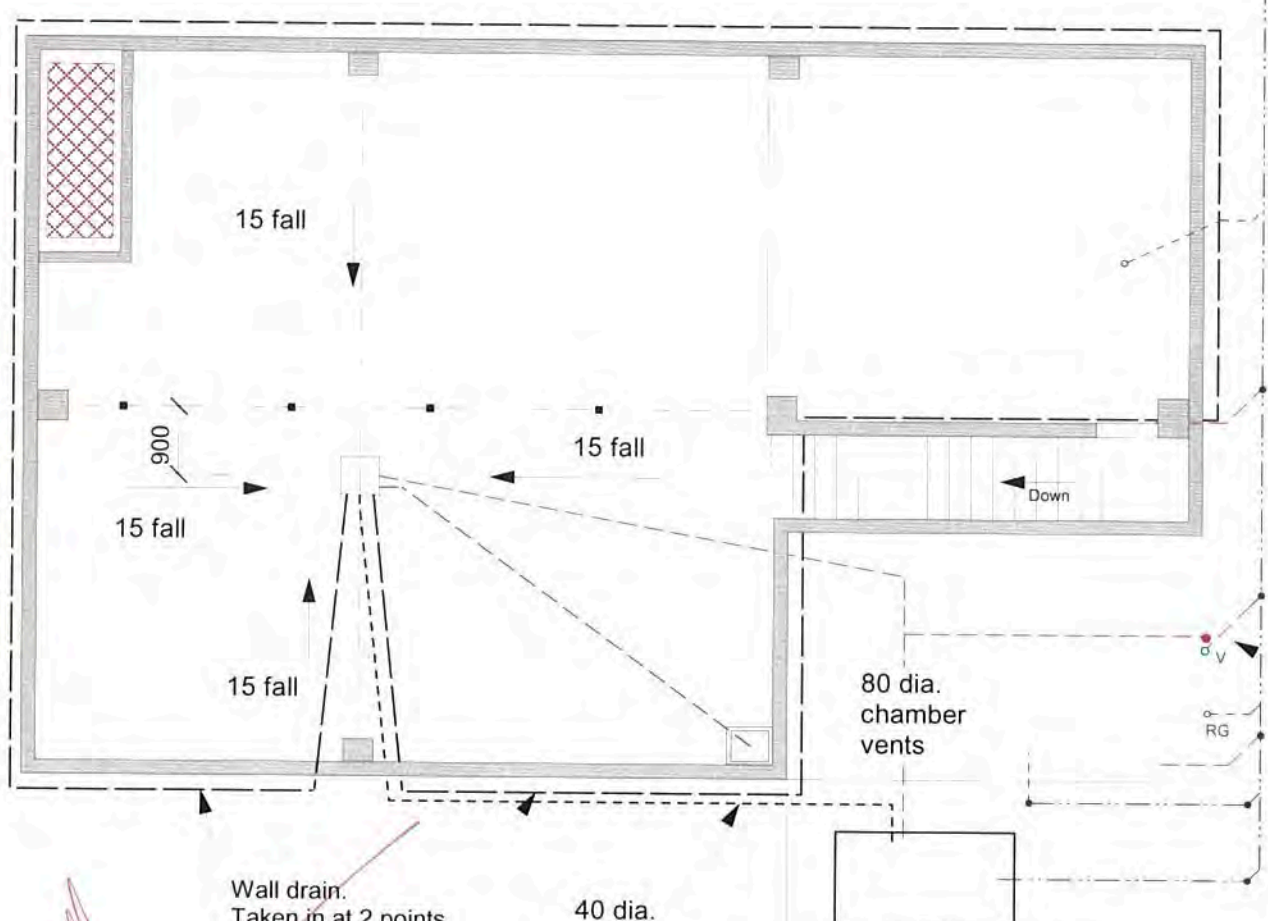 15 fall
900
15 fall
15 fall
15 fall
Down
V
RG
80 dia.
chamber
vents
Wall drain.
Taken in at 2 points
40 dia.